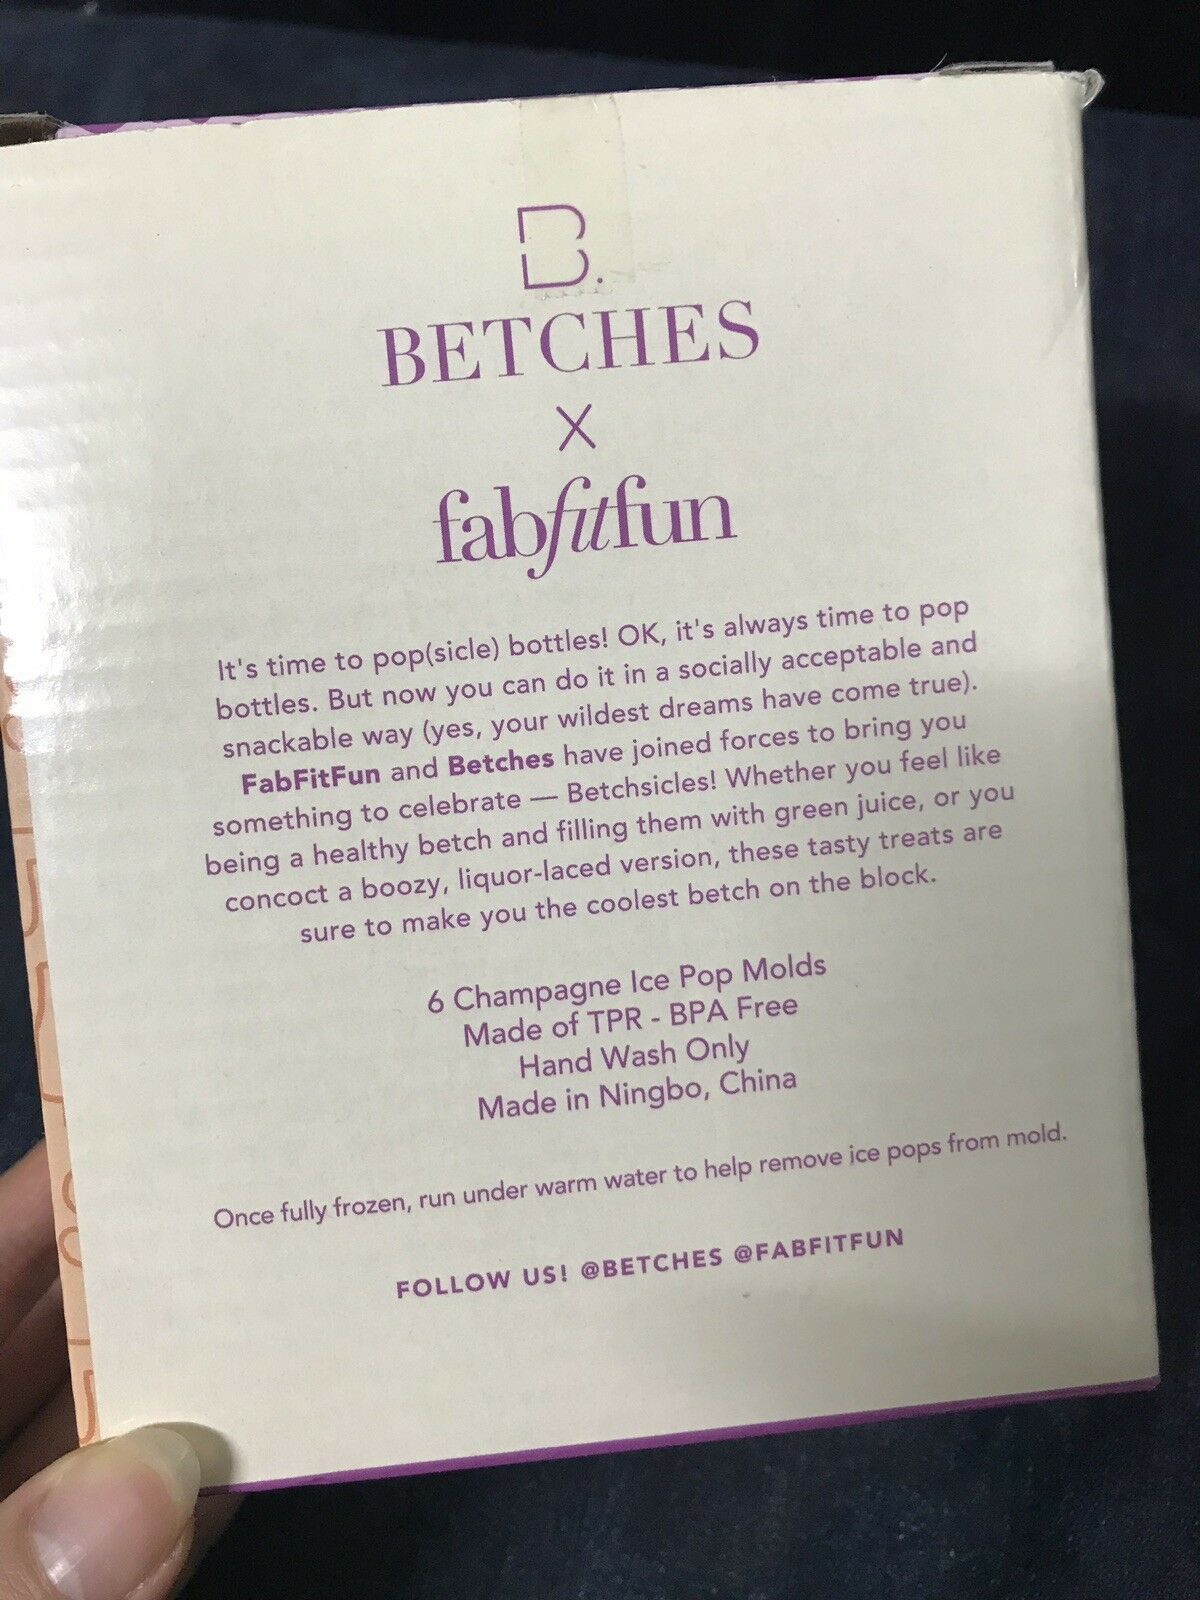 B.
BETCHES
X
fabfitfun
It's time to pop(sicle) bottles! OK, it's always time to pop
bottles. But now you can do it in a socially acceptable and
snackable way (yes, your wildest dreams have come true).
FabFitFun and Betches have joined forces to bring you
something to celebrate — Betchsicles! Whether you feel like
being a healthy betch and filling them with green juice, or you
concoct a boozy, liquor-laced version, these tasty treats are
sure to make you the coolest betch on the block.
6 Champagne Ice Pop Molds
Made of TPR - BPA Free
Hand Wash Only
Made in Ningbo, China
Once fully frozen, run under warm water to help remove ice pops from mold.
FOLLOW US! @BETCHES @FABFITFUN